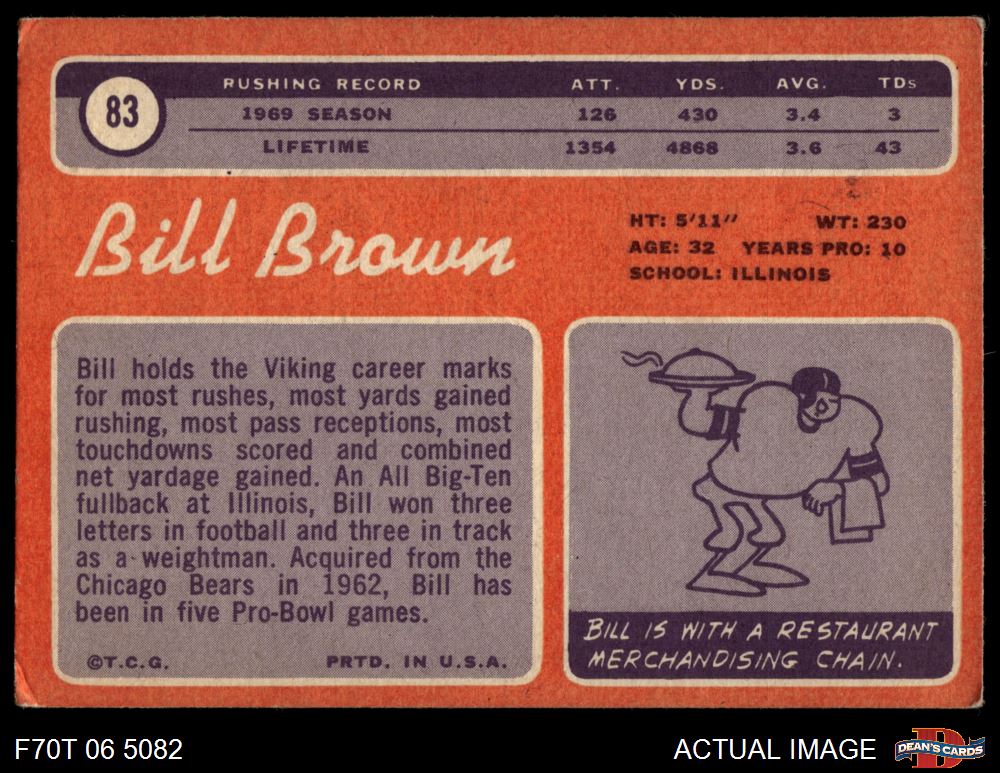 83
RUSHING RECORD ATT. YDS. AVG. TDs
1969 SEASON 126 430 3.4 3
LIFETIME 1354 4868 3.6 43
Bill Brown
HT: 5'11" WT: 230
AGE: 32 YEARS PRO: 10
SCHOOL: ILLINOIS
Bill holds the Viking career marks
for most rushes, most yards gained
rushing, most pass receptions, most
touchdowns scored and combined
net yardage gained. An All Big-Ten
fullback at Illinois, Bill won three
letters in football and three in track
as a weightman. Acquired from the
Chicago Bears in 1962, Bill has
been in five Pro-Bowl games.
©T.C.G. PRTD. IN U.S.A.
BILL IS WITH A RESTAURANT
MERCHANDISING CHAIN.
F70T 06 5082 ACTUAL IMAGE
D
DEAN'S CARDS